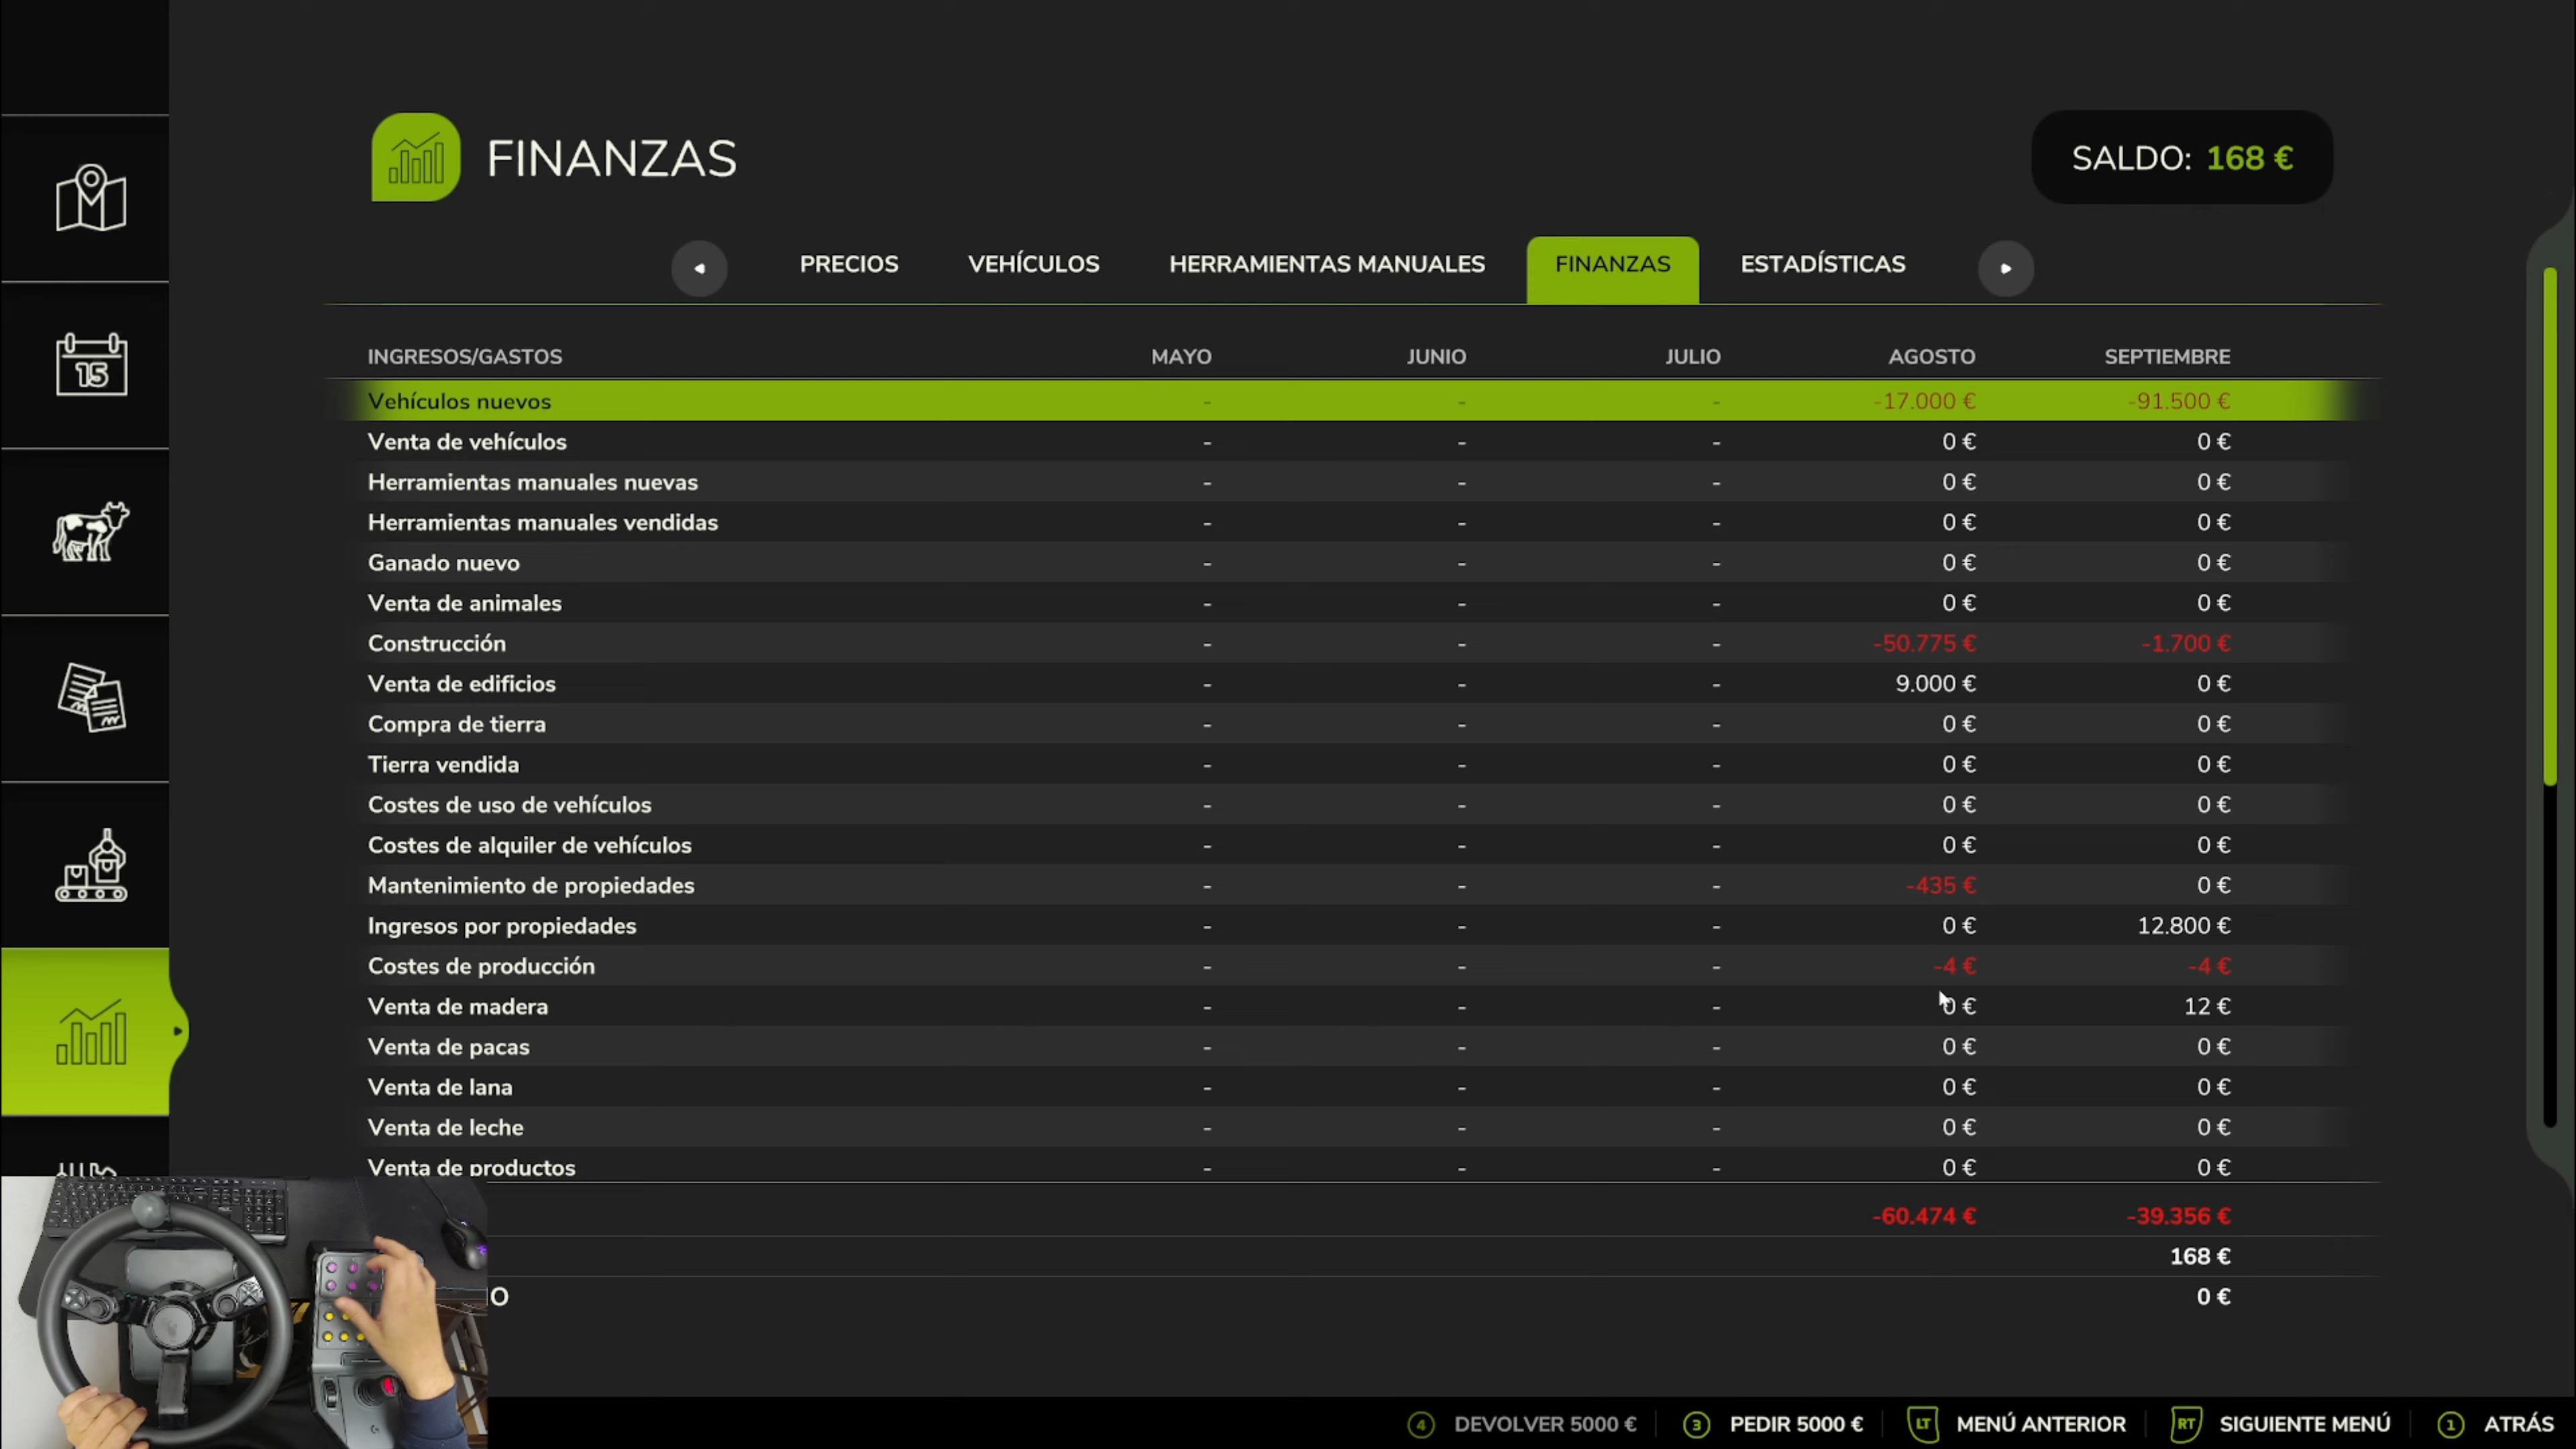 FINANZAS
SALDO: 168 €
PRECIOS VEHÍCULOS HERRAMIENTAS MANUALES FINANZAS ESTADÍSTICAS
INGRESOS/GASTOS MAYO JUNIO JULIO AGOSTO SEPTIEMBRE
Vehículos nuevos - - - -17.000 € -91.500 €
Venta de vehículos - - - 0 € 0 €
Herramientas manuales nuevas - - - 0 € 0 €
Herramientas manuales vendidas - - - 0 € 0 €
Ganado nuevo - - - 0 € 0 €
Venta de animales - - - 0 € 0 €
Construcción - - - -50.775 € -1.700 €
Venta de edificios - - - 9.000 € 0 €
Compra de tierra - - - 0 € 0 €
Tierra vendida - - - 0 € 0 €
Costes de uso de vehículos - - - 0 € 0 €
Costes de alquiler de vehículos - - - 0 € 0 €
Mantenimiento de propiedades - - - -435 € 0 €
Ingresos por propiedades - - - 0 € 12.800 €
Costes de producción - - - -4 € -4 €
Venta de madera - - - 0 € 12 €
Venta de pacas - - - 0 € 0 €
Venta de lana - - - 0 € 0 €
Venta de leche - - - 0 € 0 €
Venta de productos - - - 0 € 0 €
-60.474 € -39.356 €
168 €
O 0 €
15
4 DEVOLVER 5000 € 3 PEDIR 5000 € LT MENÚ ANTERIOR RT SIGUIENTE MENÚ 1 ATRÁS